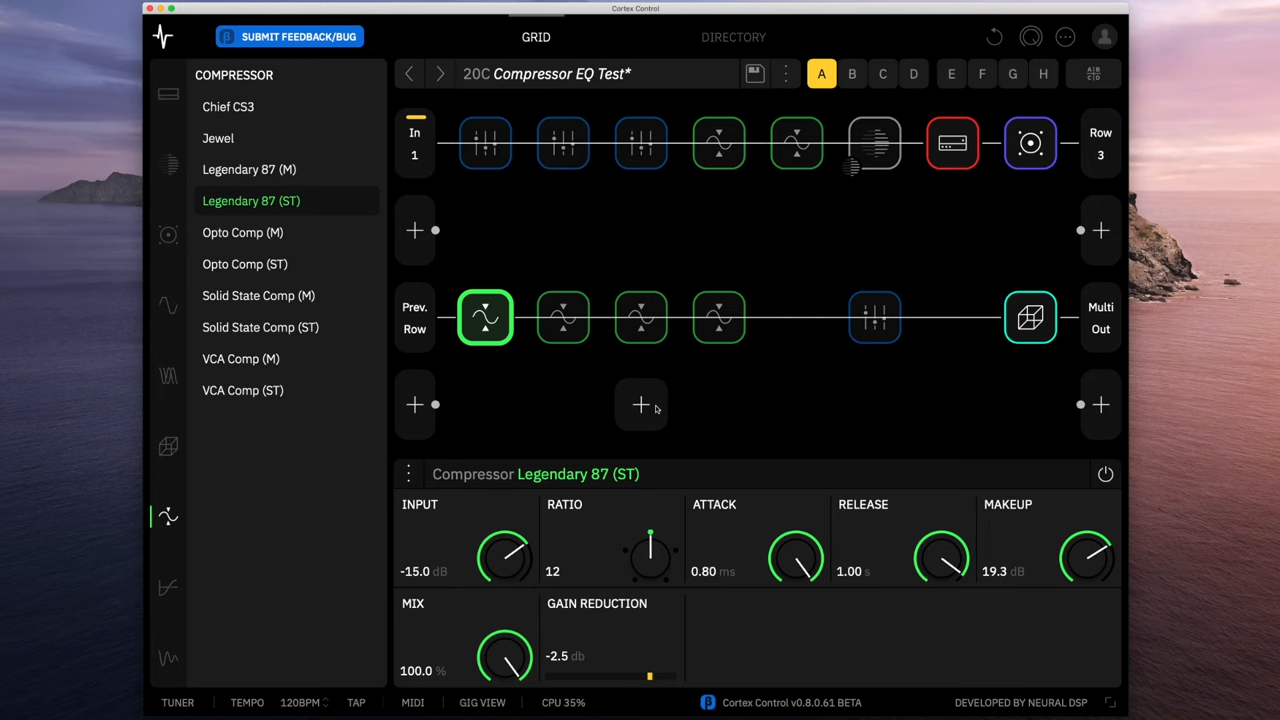 Cortex Control
β SUBMIT FEEDBACK/BUG
GRID
DIRECTORY
COMPRESSOR
Chief CS3
Jewel
Legendary 87 (M)
Legendary 87 (ST)
Opto Comp (M)
Opto Comp (ST)
Solid State Comp (M)
Solid State Comp (ST)
VCA Comp (M)
VCA Comp (ST)
20C Compressor EQ Test*
A B C D E F G H
A|B
C|D
In
1
Row
3
Prev.
Row
Multi
Out
Compressor Legendary 87 (ST)
INPUT
-15.0 dB
RATIO
12
ATTACK
0.80 ms
RELEASE
1.00 s
MAKEUP
19.3 dB
MIX
100.0 %
GAIN REDUCTION
-2.5 db
TUNER
TEMPO
120BPM
TAP
MIDI
GIG VIEW
CPU 35%
β Cortex Control v0.8.0.61 BETA
DEVELOPED BY NEURAL DSP